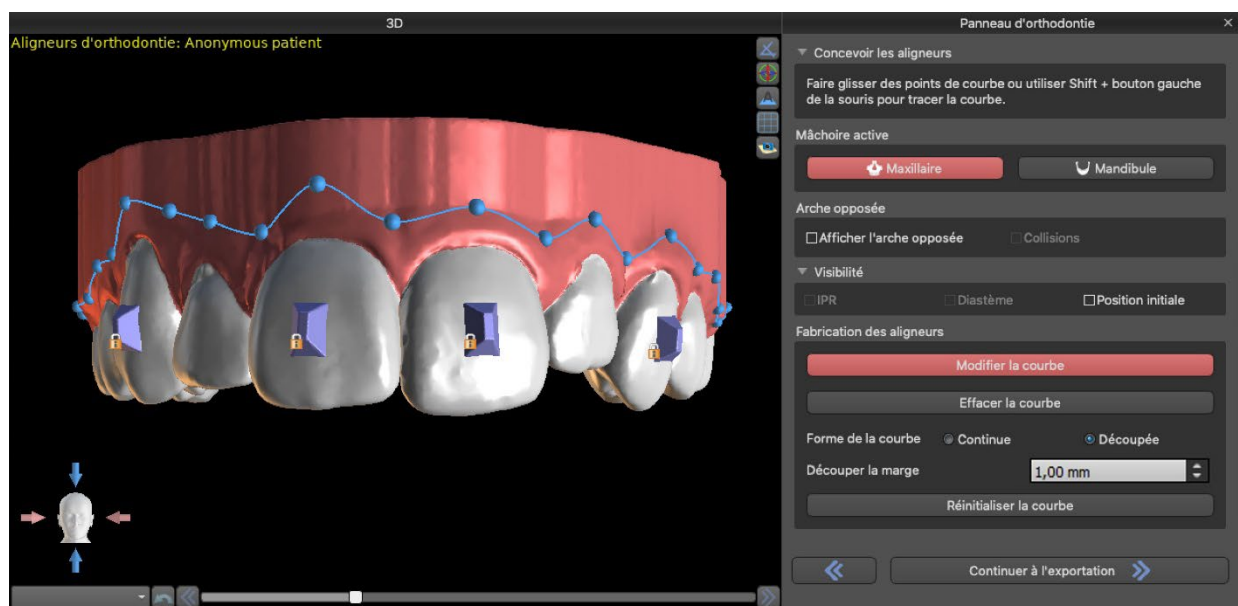 3D
Panneau d'orthodontie
Aligneurs d'orthodontie: Anonymous patient
Concevoir les aligneurs
Faire glisser des points de courbe ou utiliser Shift + bouton gauche
de la souris pour tracer la courbe.
Mâchoire active
Maxillaire Mandibule
Arche opposée
Afficher l'arche opposée Collisions
Visibilité
IPR Diastème Position initiale
Fabrication des aligneurs
Modifier la courbe
Effacer la courbe
Forme de la courbe Continue Découpée
Découper la marge 1,00 mm
Réinitialiser la courbe
Continuer à l'exportation